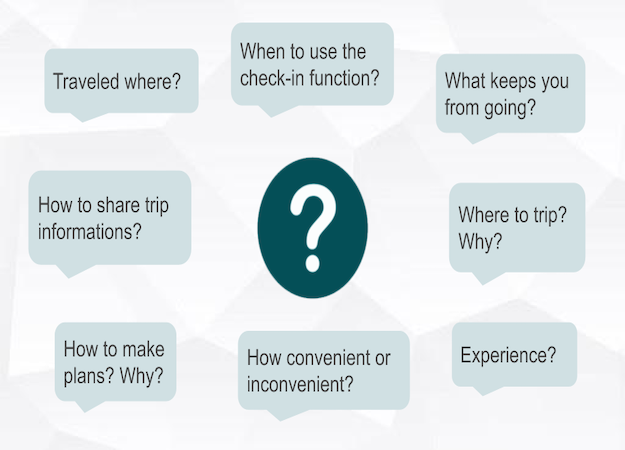 Traveled where?
When to use the
check-in function?
What keeps you
from going?
How to share trip
informations?
?
Where to trip?
Why?
How to make
plans? Why?
How convenient or
inconvenient?
Experience?